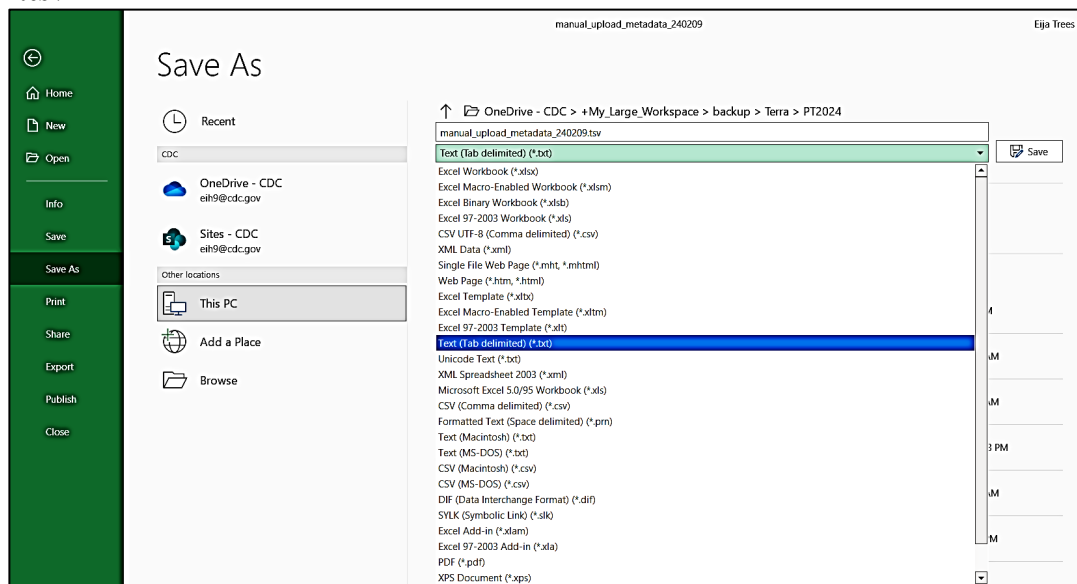 manual_upload_metadata_240209
Eija Trees
Save As
Home
New
Open
Info
Save
Save As
Print
Share
Export
Publish
Close
Recent
CDC
OneDrive - CDC
eih9@cdc.gov
Sites - CDC
eih9@cdc.gov
Other locations
This PC
Add a Place
Browse
OneDrive - CDC > +My_Large_Workspace > backup > Terra > PT2024
manual_upload_metadata_240209.tsv
Text (Tab delimited) (*.txt)
Save
Excel Workbook (*.xlsx)
Excel Macro-Enabled Workbook (*.xlsm)
Excel Binary Workbook (*.xlsb)
Excel 97-2003 Workbook (*.xls)
CSV UTF-8 (Comma delimited) (*.csv)
XML Data (*.xml)
Single File Web Page (*.mht, *.mhtml)
Web Page (*.htm, *.html)
Excel Template (*.xltx)
Excel Macro-Enabled Template (*.xltm)
Excel 97-2003 Template (*.xlt)
Text (Tab delimited) (*.txt)
Unicode Text (*.txt)
XML Spreadsheet 2003 (*.xml)
Microsoft Excel 5.0/95 Workbook (*.xls)
CSV (Comma delimited) (*.csv)
Formatted Text (Space delimited) (*.prn)
Text (Macintosh) (*.txt)
Text (MS-DOS) (*.txt)
CSV (Macintosh) (*.csv)
CSV (MS-DOS) (*.csv)
DIF (Data Interchange Format) (*.dif)
SYLK (Symbolic Link) (*.slk)
Excel Add-in (*.xlam)
Excel 97-2003 Add-in (*.xla)
PDF (*.pdf)
XPS Document (*.xps)